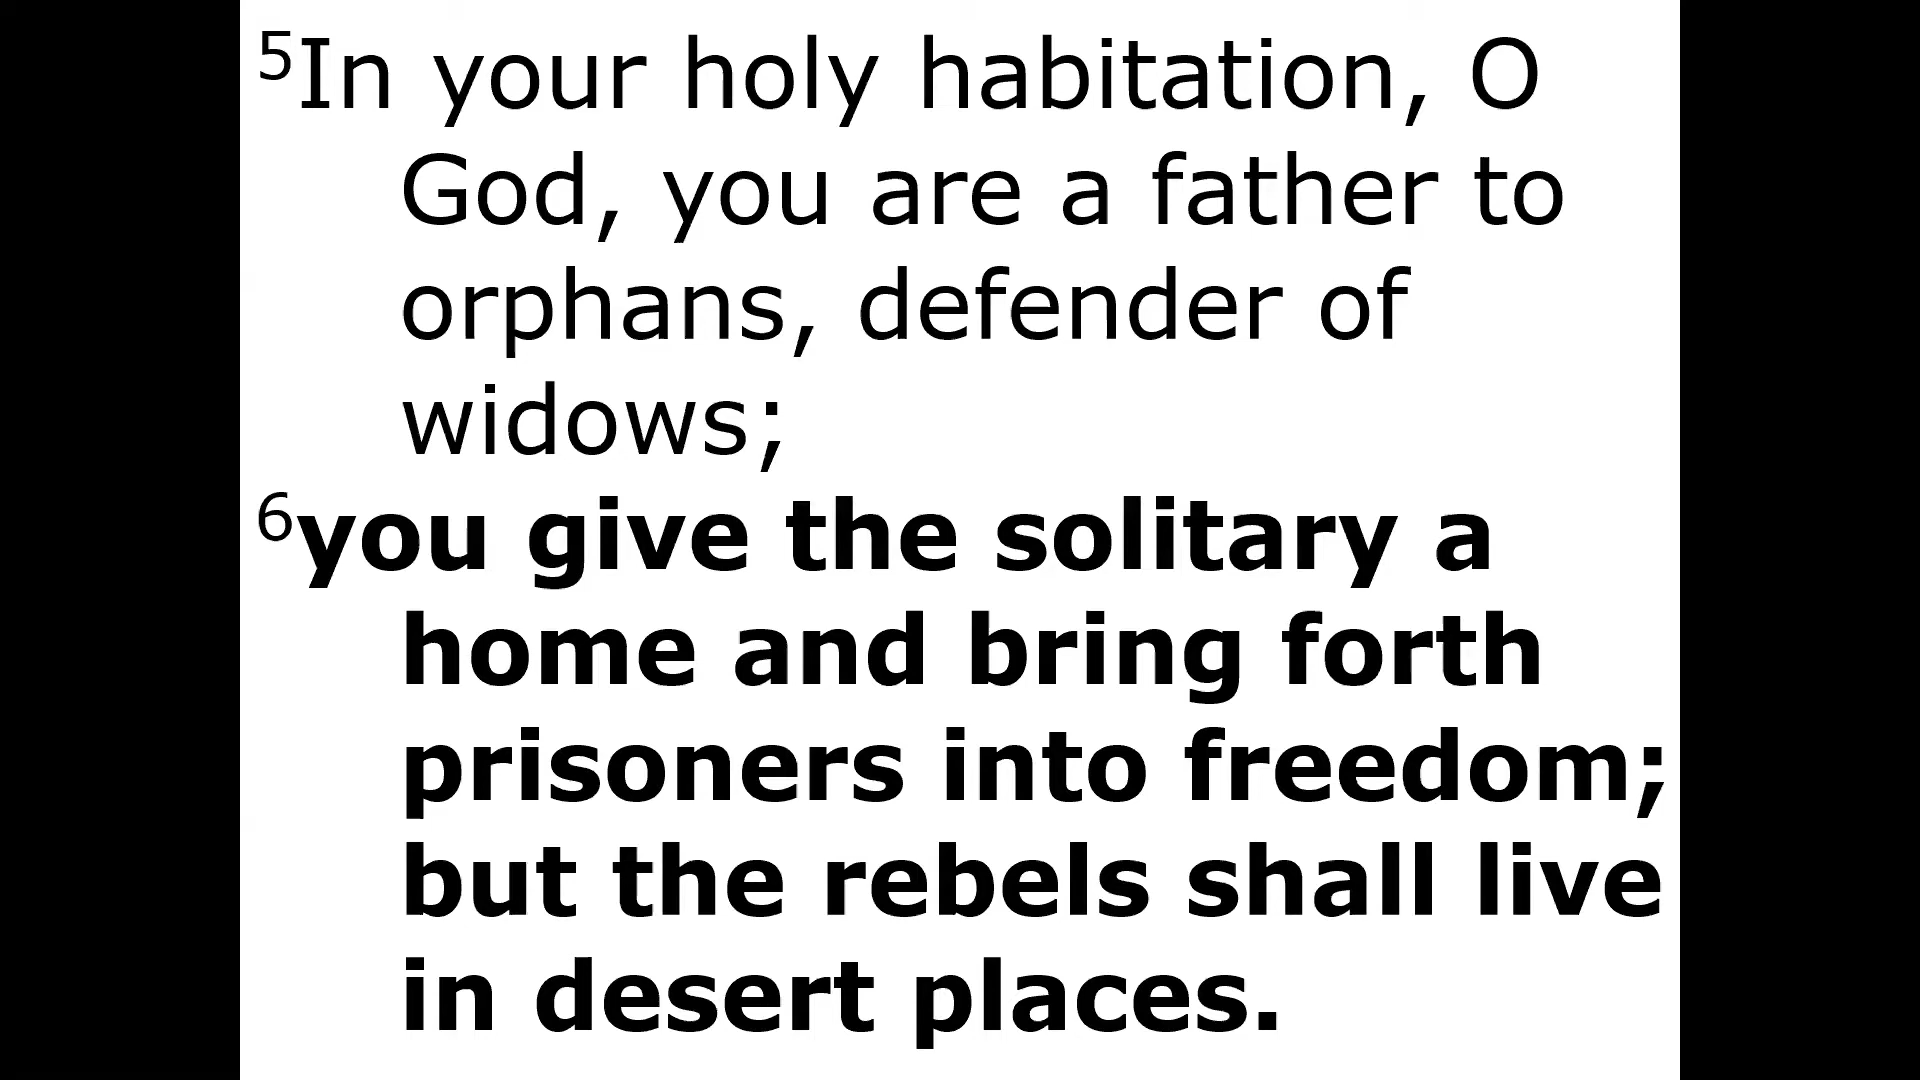 5In your holy habitation, O
God, you are a father to
orphans, defender of
widows;
6you give the solitary a
home and bring forth
prisoners into freedom;
but the rebels shall live
in desert places.